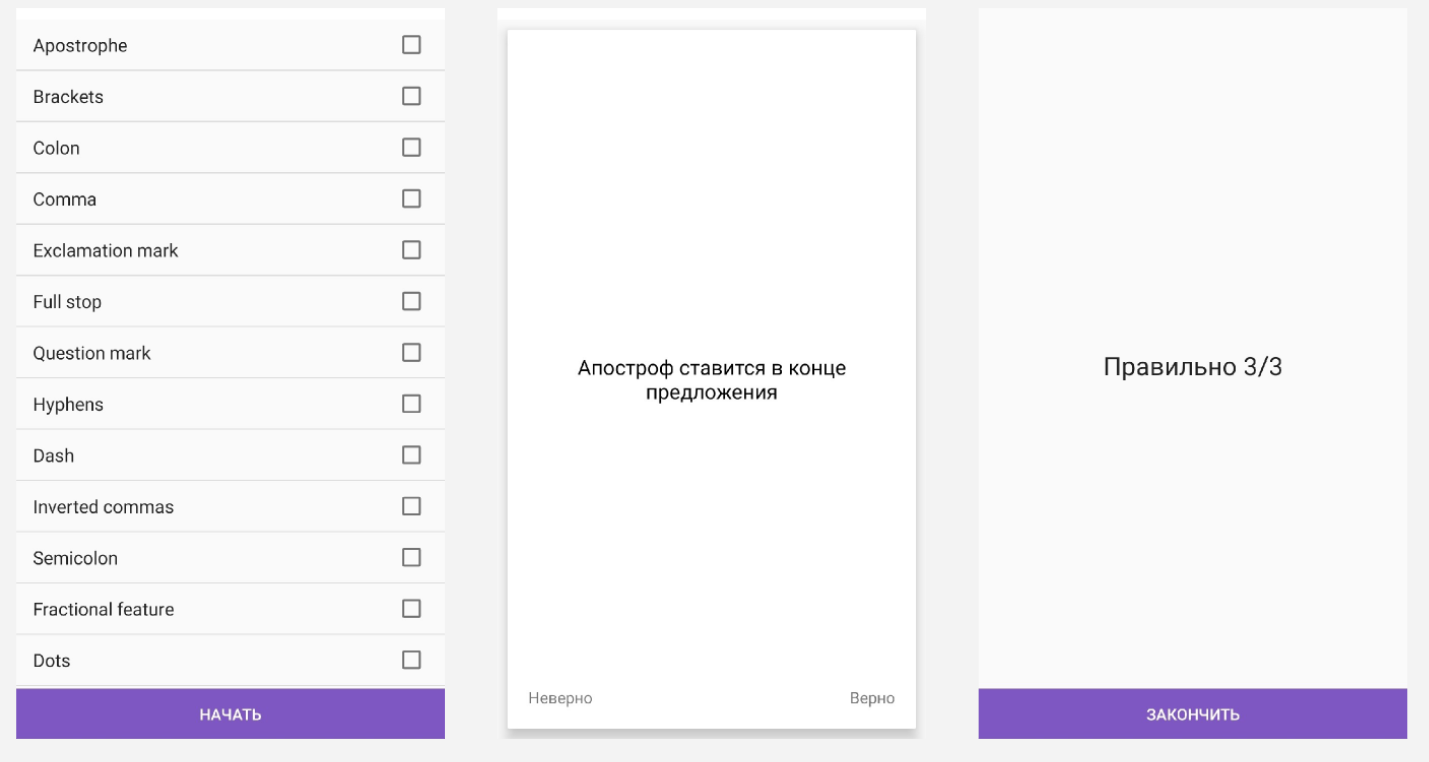 Apostrophe
Brackets
Colon
Comma
Exclamation mark
Full stop
Question mark
Hyphens
Dash
Inverted commas
Semicolon
Fractional feature
Dots
НАЧАТЬ
Апостроф ставится в конце
предложения
Неверно
Верно
Правильно 3/3
ЗАКОНЧИТЬ